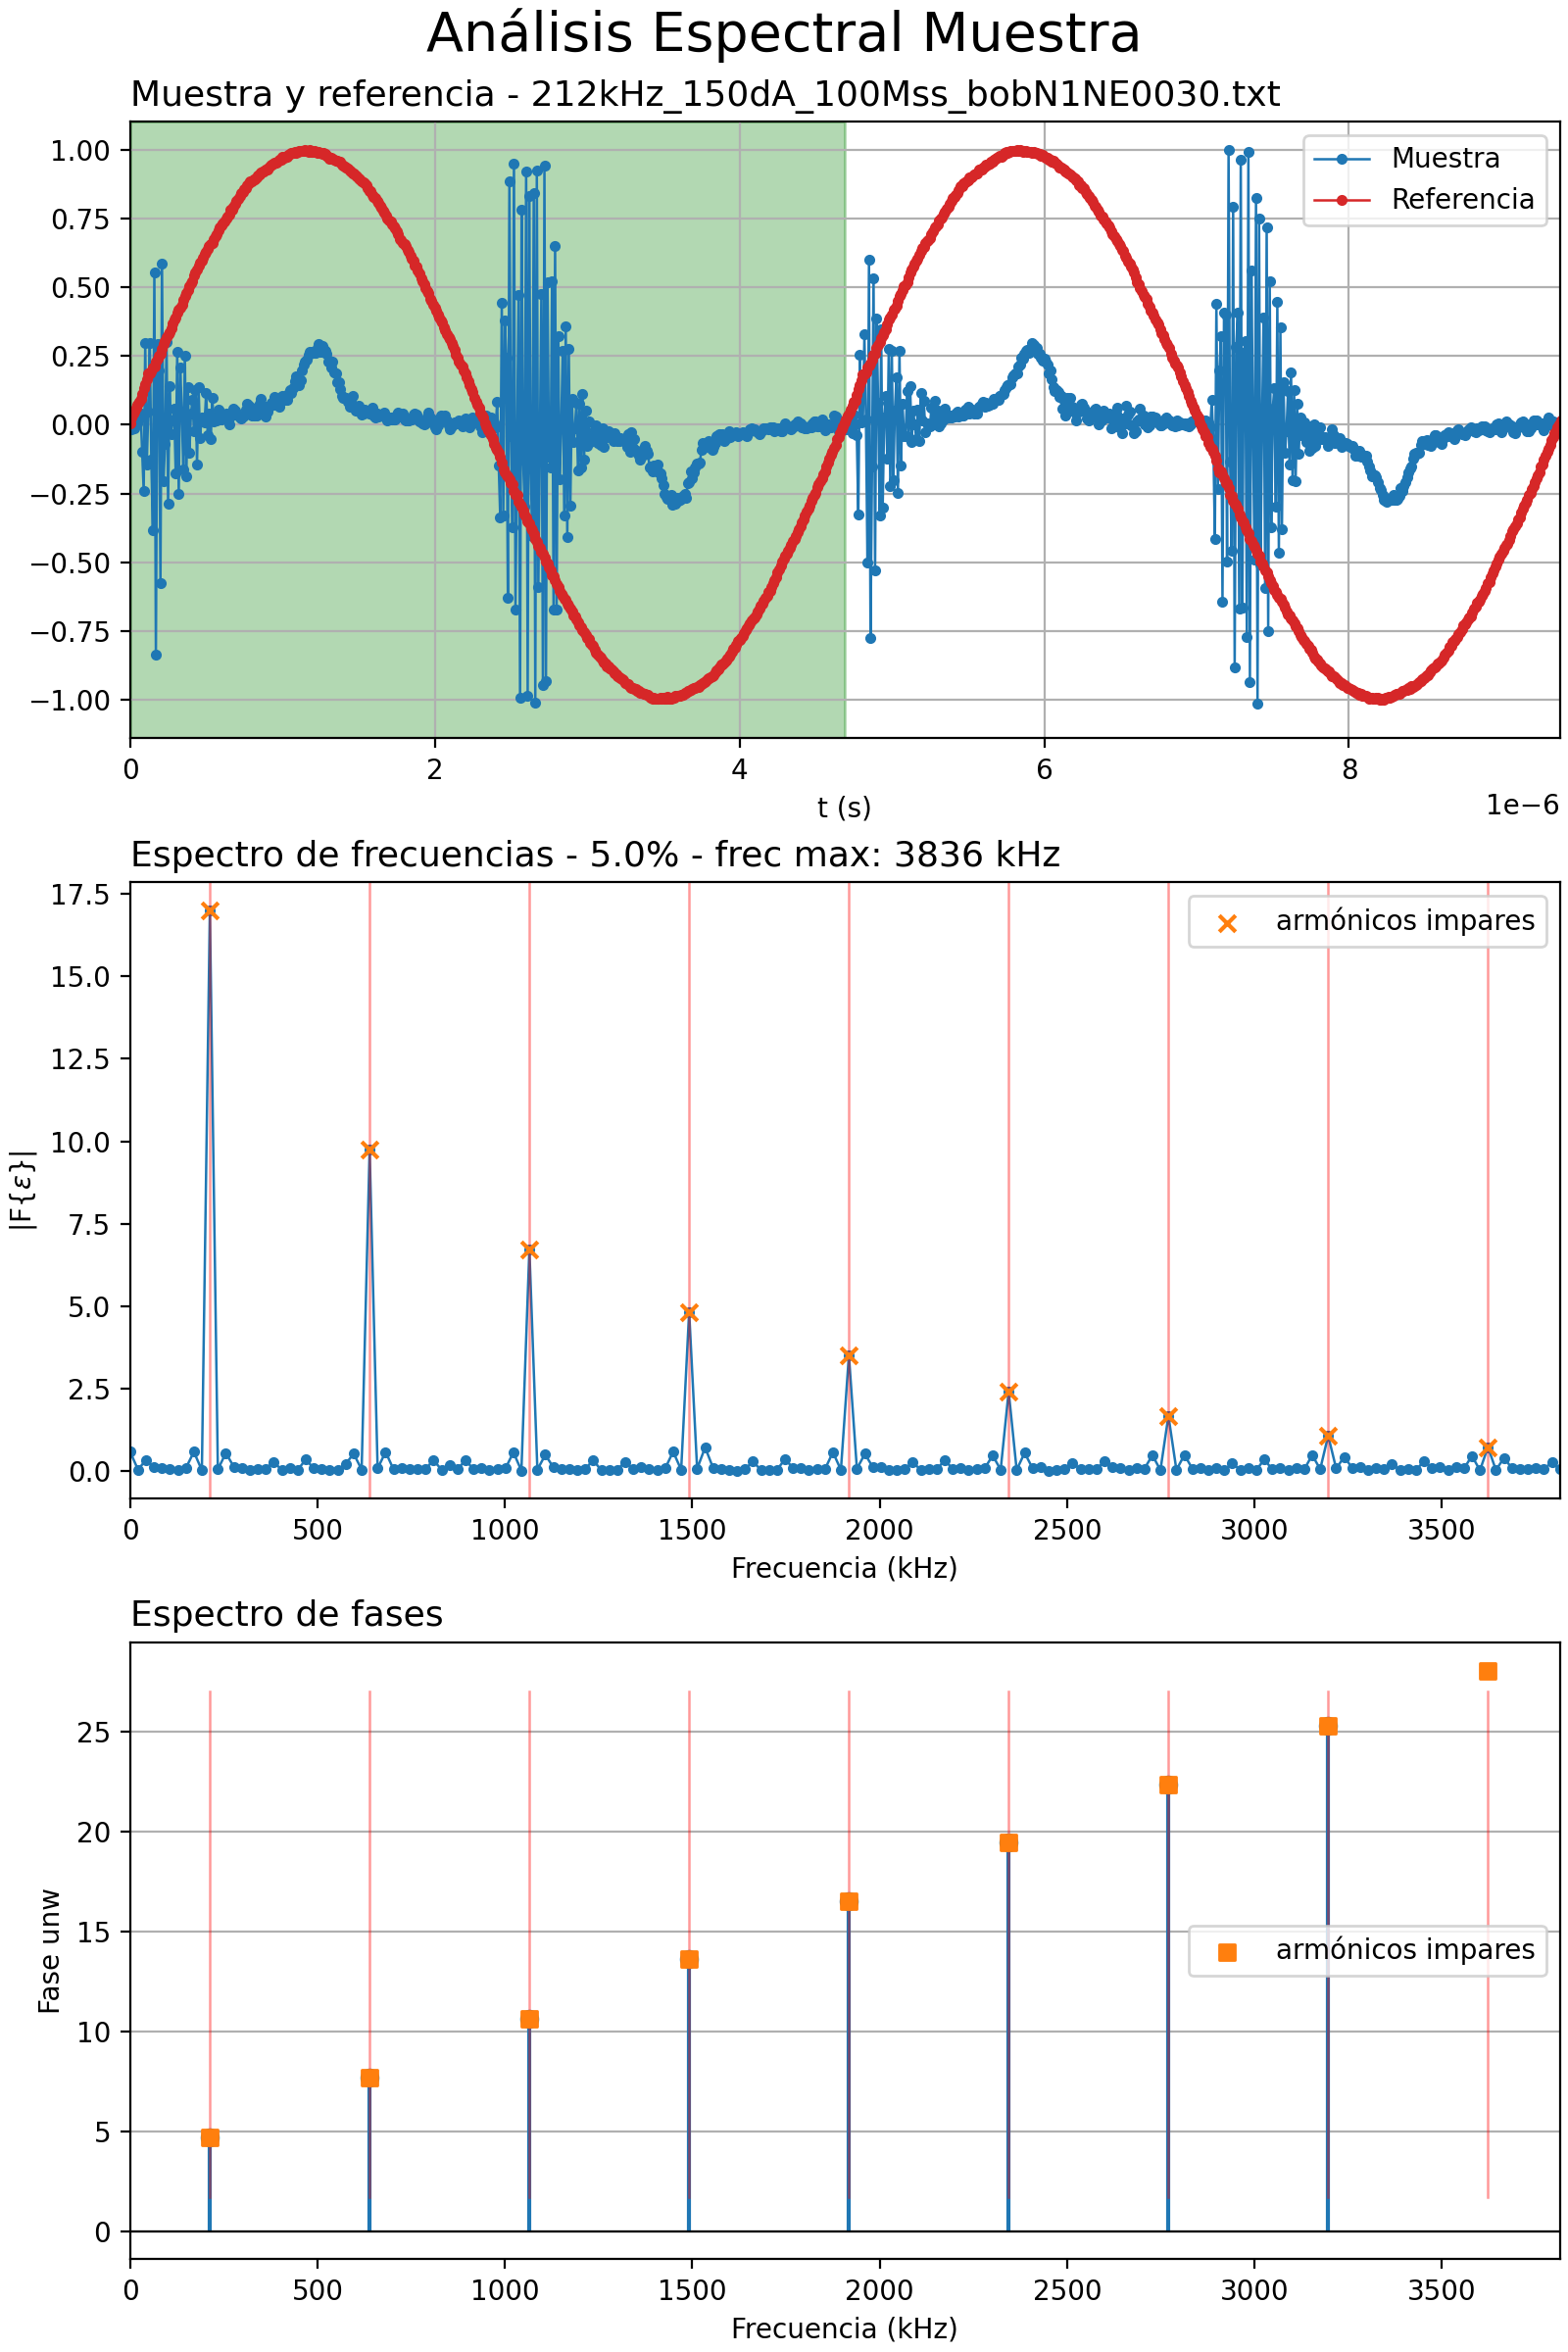 Análisis Espectral Muestra
Muestra y referencia - 212kHz_150dA_100Mss_bobN1NE0030.txt
1.00
0.75
0.50
0.25
0.00
−0.25
−0.50
−0.75
−1.00
Muestra
Referencia
0 2 4 6 8
1e−6
t (s)
Espectro de frecuencias - 5.0% - frec max: 3836 kHz
17.5
15.0
12.5
10.0
7.5
5.0
2.5
0.0
|F{ε}|
armónicos impares
0 500 1000 1500 2000 2500 3000 3500
Frecuencia (kHz)
Espectro de fases
25
20
15
10
5
0
Fase unw
armónicos impares
0 500 1000 1500 2000 2500 3000 3500
Frecuencia (kHz)